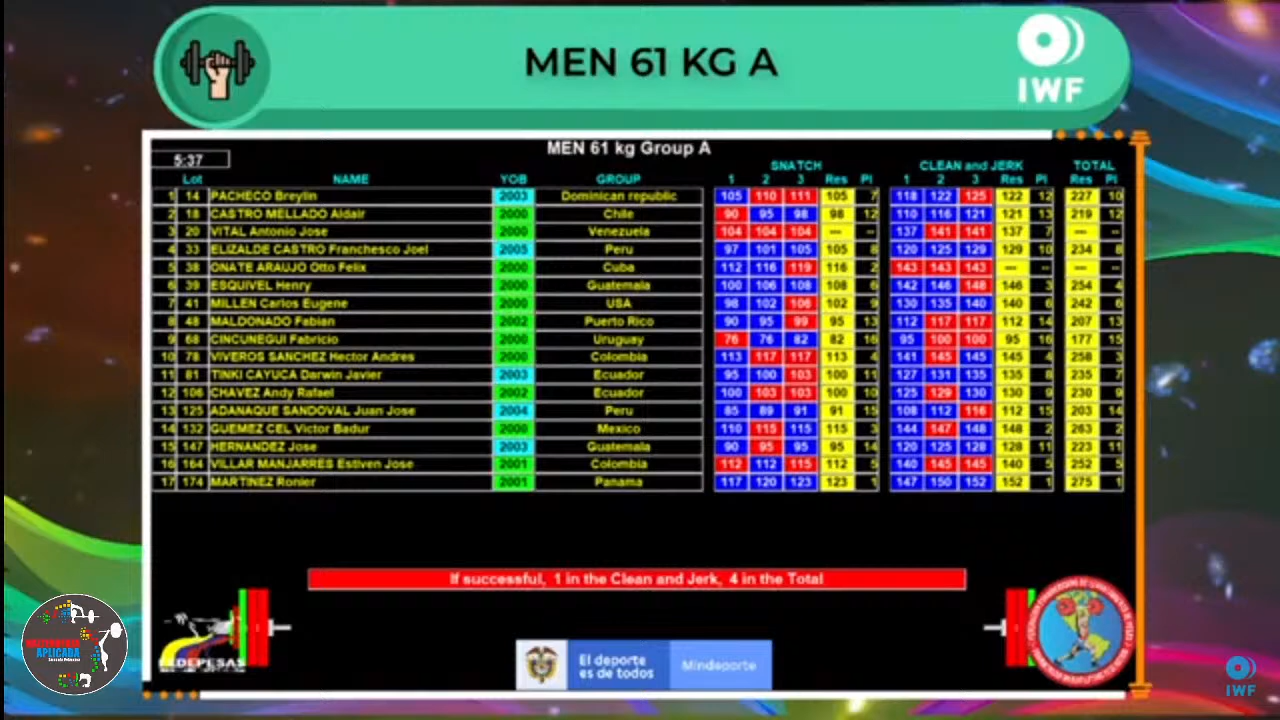 MEN 61 KG A
IWF
MEN 61 kg Group A
5:37
SNATCH CLEAN and JERK TOTAL
Lot NAME YOB GROUP 1 2 3 Res Pl 1 2 3 Res Pl Res Pl
1 14 PACHECO Breylin 2003 Dominican republic 105 110 111 105 7 118 122 125 122 12 227 10
2 18 CASTRO MELLADO Aldair 2000 Chile 90 95 98 98 12 110 116 121 121 13 219 12
3 20 VITAL Antonio Jose 2000 Venezuela 104 104 104 --- -- 137 141 141 137 7 --- --
4 33 ELIZALDE CASTRO Franchesco Joel 2005 Peru 97 101 105 105 8 120 125 129 129 10 234 8
5 38 ONATE ARAUJO Otto Felix 2000 Cuba 112 116 119 116 2 143 143 143 --- -- --- --
6 39 ESQUIVEL Henry 2000 Guatemala 100 106 108 108 6 142 146 148 146 3 254 4
7 41 MILLEN Carlos Eugene 2000 USA 98 102 106 102 9 130 135 140 140 6 242 6
8 48 MALDONADO Fabian 2002 Puerto Rico 90 95 99 95 13 112 117 117 112 14 207 13
9 68 CINCUNEGUI Fabricio 2000 Uruguay 76 76 82 82 16 95 100 100 95 16 177 15
10 78 VIVEROS SANCHEZ Hector Andres 2000 Colombia 113 117 117 113 4 141 145 145 145 4 258 3
11 81 TINKI CAYUCA Darwin Javier 2003 Ecuador 95 100 103 100 11 127 131 135 135 8 235 7
12 106 CHAVEZ Andy Rafael 2002 Ecuador 100 103 103 100 10 125 129 130 130 9 230 9
13 125 ADANAQUE SANDOVAL Juan Jose 2004 Peru 85 89 91 91 15 108 112 116 112 15 203 14
14 132 GUEMEZ CEL Victor Badur 2000 Mexico 110 115 115 115 3 144 147 148 148 2 263 2
15 147 HERNANDEZ Jose 2003 Guatemala 90 95 95 95 14 120 125 128 128 11 223 11
16 164 VILLAR MANJARRES Estiven Jose 2001 Colombia 112 112 115 112 5 140 145 145 140 5 252 5
17 174 MARTINEZ Ronier 2001 Panama 117 120 123 123 1 147 150 152 152 1 275 1
If successful, 1 in the Clean and Jerk, 4 in the Total
APLICADA
FEDEPESAS
El deporte
es de todos
Mindeporte
IWF